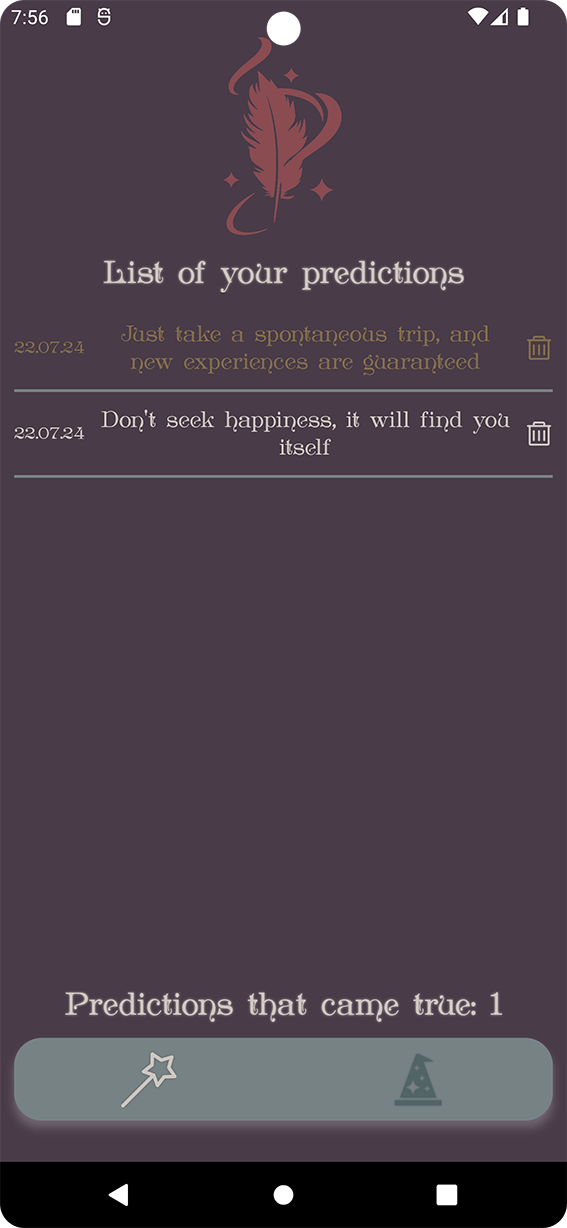 7:56
List of your predictions
22.07.24
Just take a spontaneous trip, and
new experiences are guaranteed
22.07.24
Don't seek happiness, it will find you
itself
Predictions that came true: 1